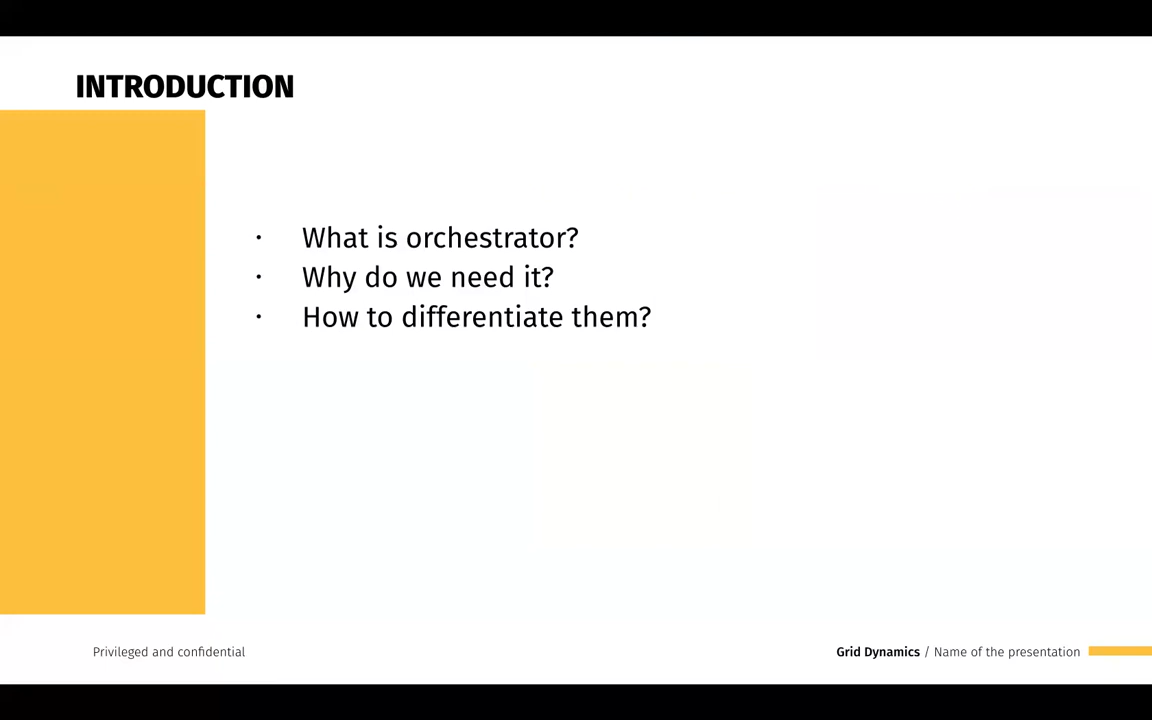 INTRODUCTION
· What is orchestrator?
· Why do we need it?
· How to differentiate them?
Privileged and confidential
Grid Dynamics / Name of the presentation